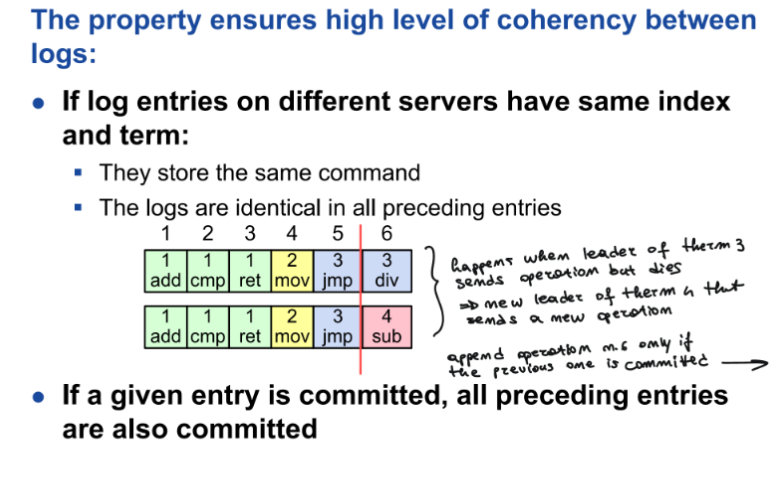 The property ensures high level of coherency between
logs:
● If log entries on different servers have same index
and term:
▪ They store the same command
▪ The logs are identical in all preceding entries
1 2 3 4 5 6
1 1 1 2 3 3
add cmp ret mov jmp div
1 1 1 2 3 4
add cmp ret mov jmp sub
happens when leader of therm 3
sends operation but dies
⇒ new leader of therm 4 that
sends a new operation
append operation m.6 only if
the previous one is committed →
● If a given entry is committed, all preceding entries
are also committed